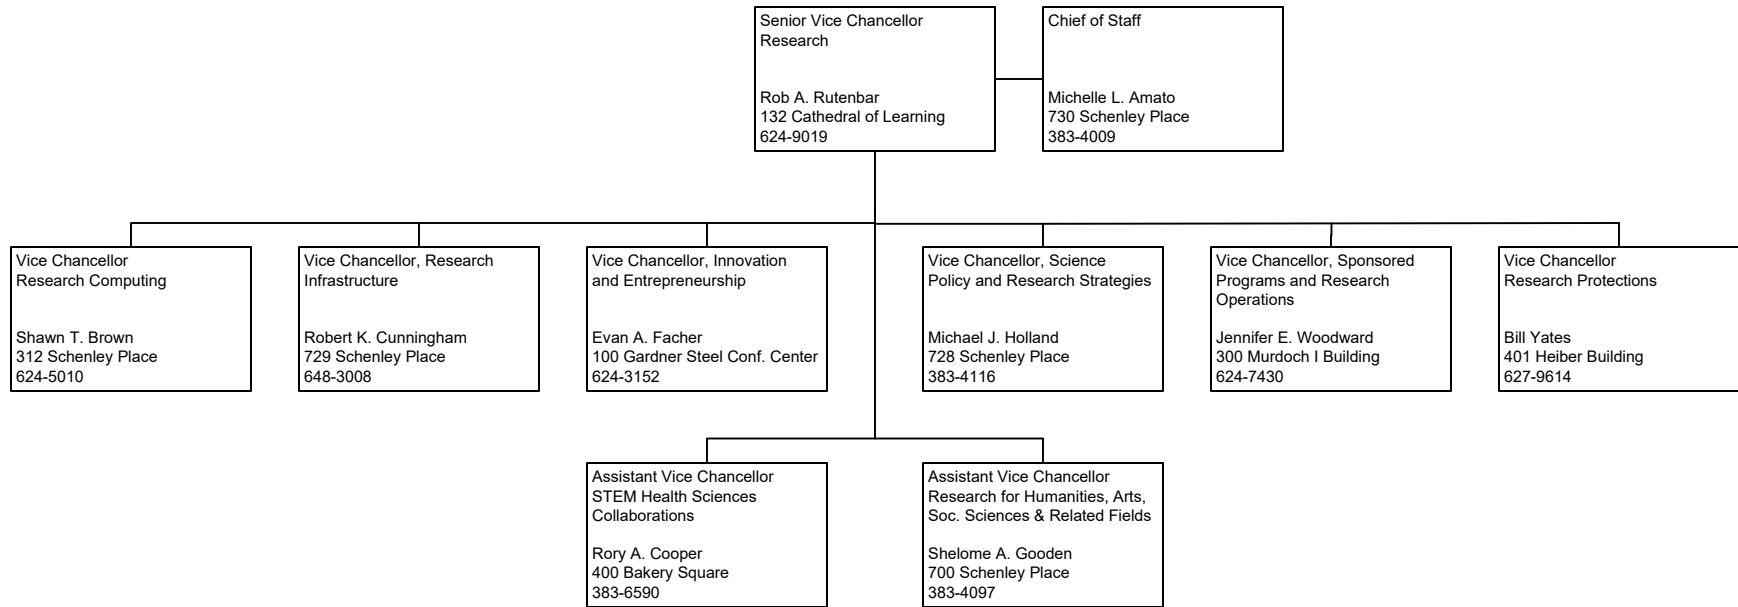 Senior Vice Chancellor
Research
Rob A. Rutenbar
132 Cathedral of Learning
624-9019
Chief of Staff
Michelle L. Amato
730 Schenley Place
383-4009
Vice Chancellor
Research Computing
Shawn T. Brown
312 Schenley Place
624-5010
Vice Chancellor, Research
Infrastructure
Robert K. Cunningham
729 Schenley Place
648-3008
Vice Chancellor, Innovation
and Entrepreneurship
Evan A. Facher
100 Gardner Steel Conf. Center
624-3152
Vice Chancellor, Science
Policy and Research Strategies
Michael J. Holland
728 Schenley Place
383-4116
Vice Chancellor, Sponsored
Programs and Research
Operations
Jennifer E. Woodward
300 Murdoch I Building
624-7430
Vice Chancellor
Research Protections
Bill Yates
401 Heiber Building
627-9614
Assistant Vice Chancellor
STEM Health Sciences
Collaborations
Rory A. Cooper
400 Bakery Square
383-6590
Assistant Vice Chancellor
Research for Humanities, Arts,
Soc. Sciences & Related Fields
Shelome A. Gooden
700 Schenley Place
383-4097